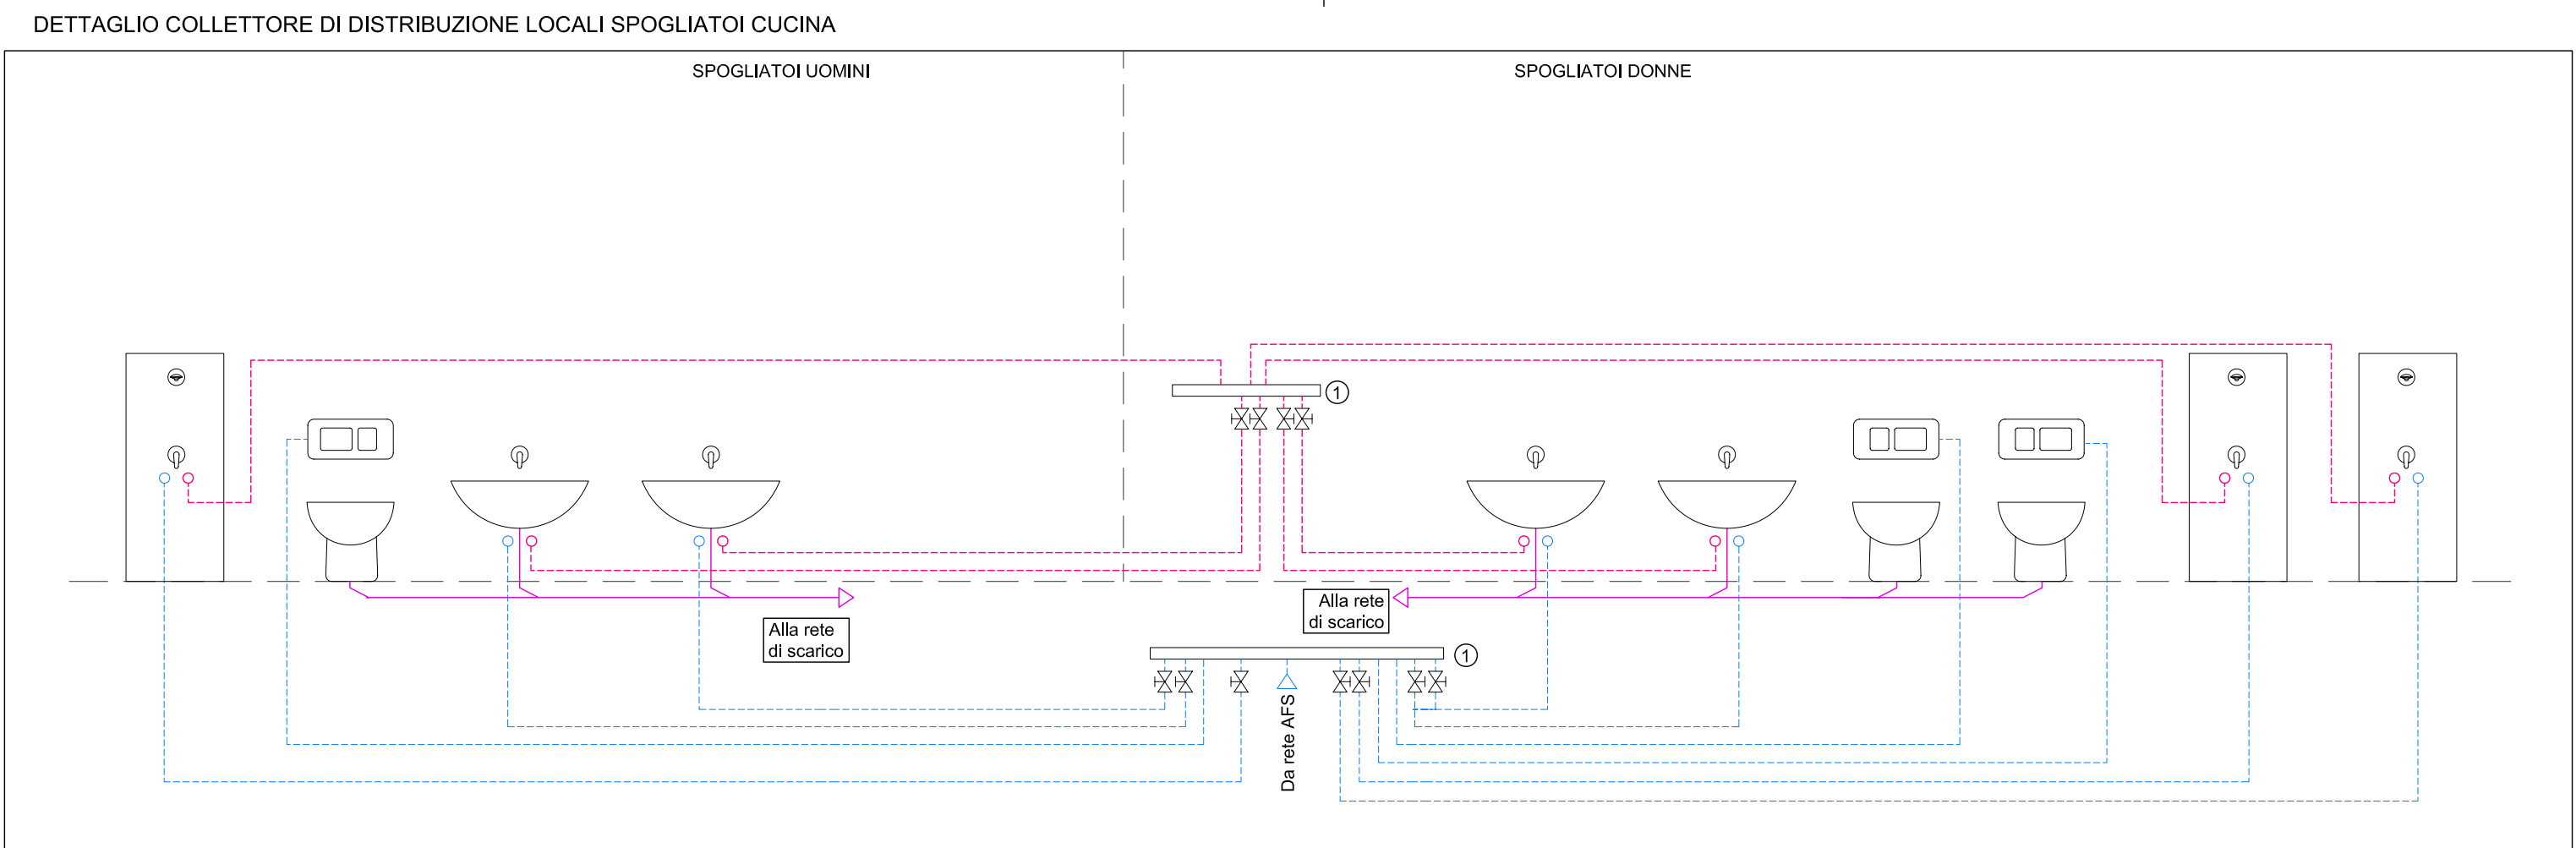 DETTAGLIO COLLETTORE DI DISTRIBUZIONE LOCALI SPOGLIATOI CUCINA
SPOGLIATOI UOMINI
SPOGLIATOI DONNE
1
Alla rete
di scarico
Alla rete
di scarico
1
Da rete AFS